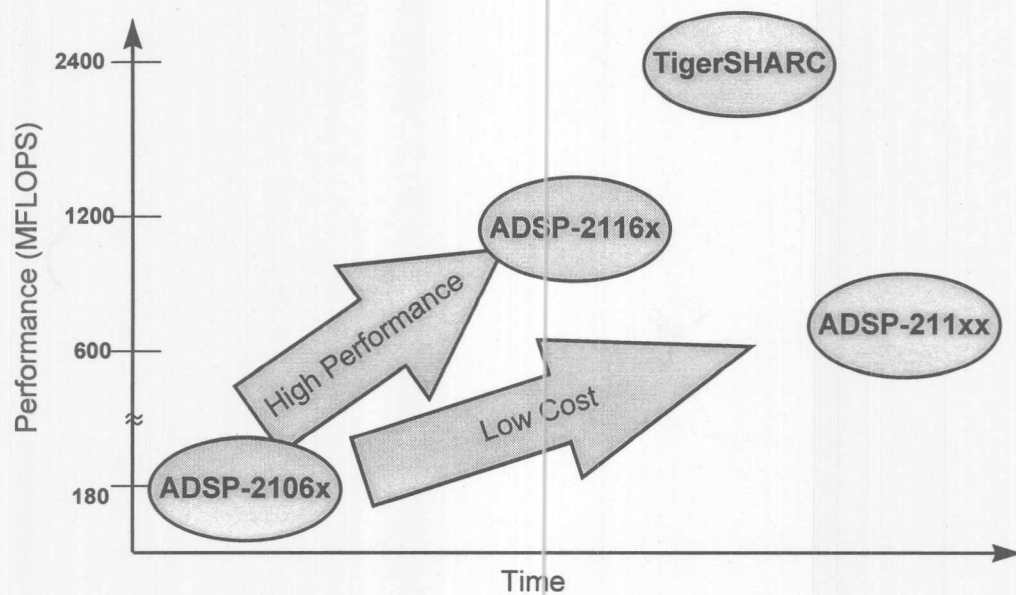 TigerSHARC
2400
Performance (MFLOPS)
1200
ADSP-2116x
High Performance
ADSP-211xx
600
Low Cost
180
ADSP-2106x
Time